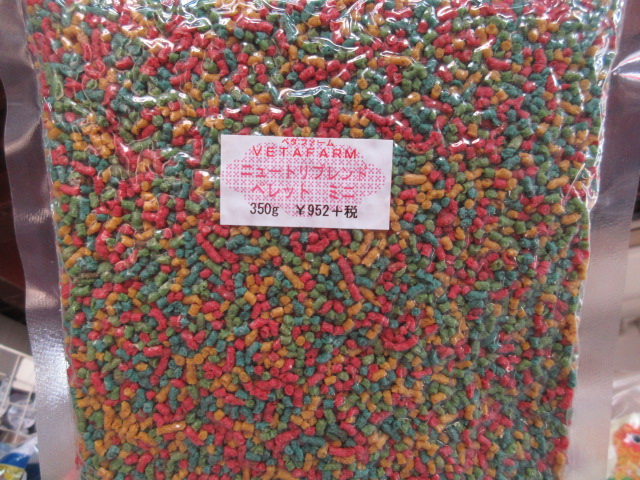 ベタファーム
VETAFARM
ニュートリブレンド
ペレット ミニ
350g ¥952+税